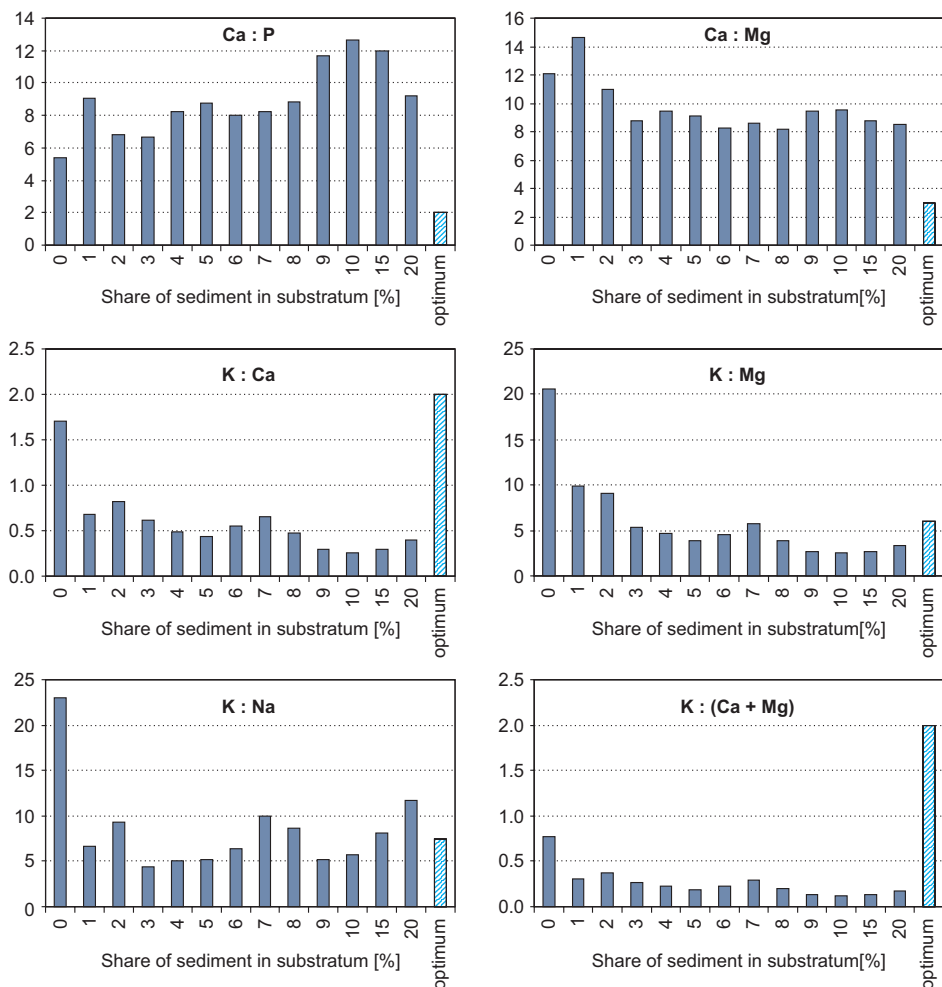 Ca : P
14
12
10
8
6
4
2
0
0 1 2 3 4 5 6 7 8 9 10 15 20 optimum
Share of sediment in substratum [%]
Ca : Mg
16
14
12
10
8
6
4
2
0
0 1 2 3 4 5 6 7 8 9 10 15 20 optimum
Share of sediment in substratum[%]
K : Ca
2.5
2.0
1.5
1.0
0.5
0.0
0 1 2 3 4 5 6 7 8 9 10 15 20 optimum
Share of sediment in substratum [%]
K : Mg
25
20
15
10
5
0
0 1 2 3 4 5 6 7 8 9 10 15 20 optimum
Share of sediment in substratum[%]
K : Na
25
20
15
10
5
0
0 1 2 3 4 5 6 7 8 9 10 15 20 optimum
Share of sediment in substratum [%]
K : (Ca + Mg)
2.5
2.0
1.5
1.0
0.5
0.0
0 1 2 3 4 5 6 7 8 9 10 15 20 optimum
Share of sediment in substratum[%]